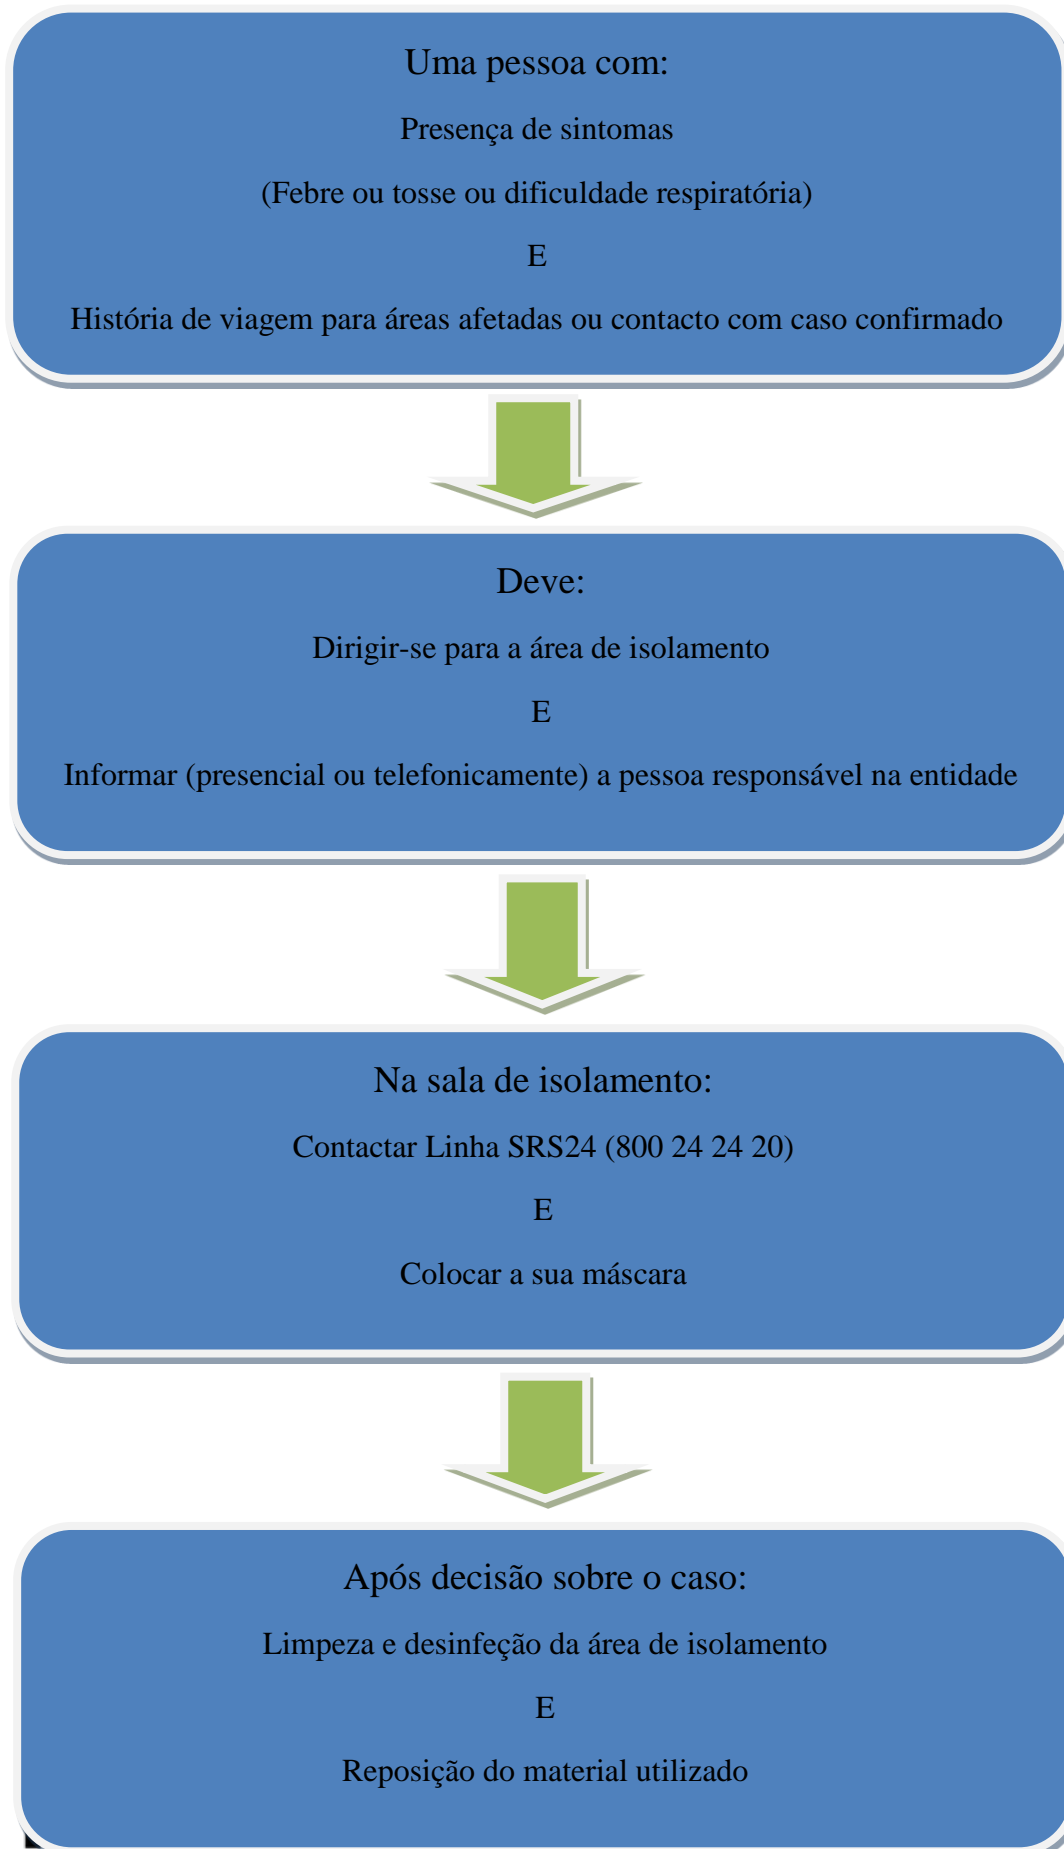 Uma pessoa com:
Presença de sintomas
(Febre ou tosse ou dificuldade respiratória)
E
História de viagem para áreas afetadas ou contacto com caso confirmado
Deve:
Dirigir-se para a área de isolamento
E
Informar (presencial ou telefonicamente) a pessoa responsável na entidade
Na sala de isolamento:
Contactar Linha SRS24 (800 24 24 20)
E
Colocar a sua máscara
Após decisão sobre o caso:
Limpeza e desinfeção da área de isolamento
E
Reposição do material utilizado